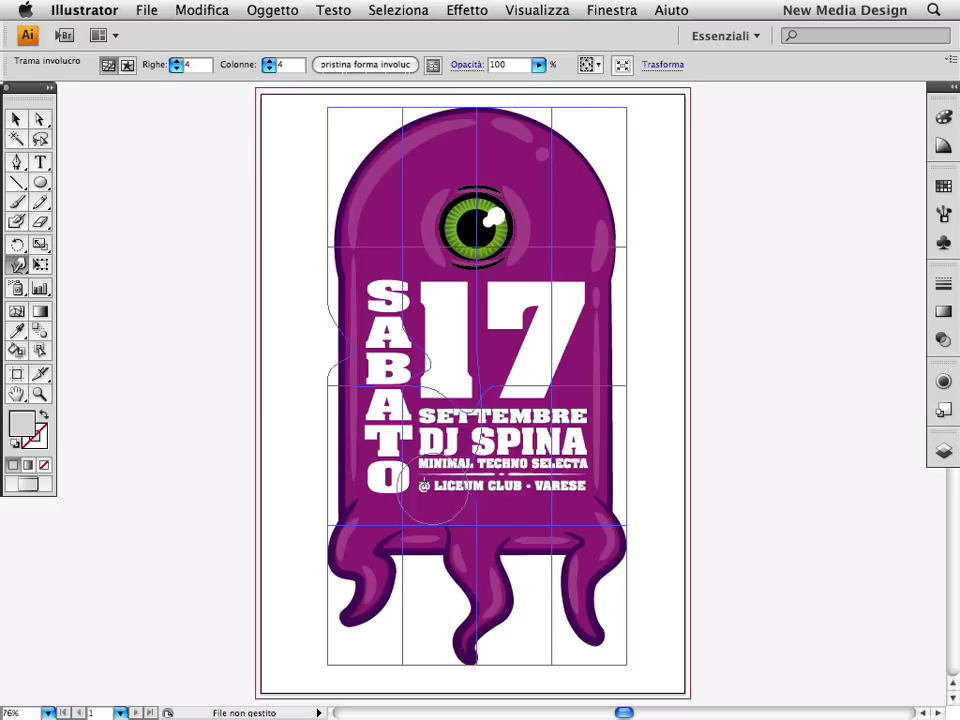 Illustrator File Modifica Oggetto Testo Seleziona Effetto Visualizza Finestra Aiuto New Media Design
Ai Br Essenziali
Trama involucro Righe: 4 Colonne: 4 pristina forma involuc Opacità: 100 % Trasforma
SABATO
17
SETTEMBRE
DJ SPINA
MINIMAL TECHNO SELECTA
@ LICEUM CLUB • VARESE
76% 1 File non gestito